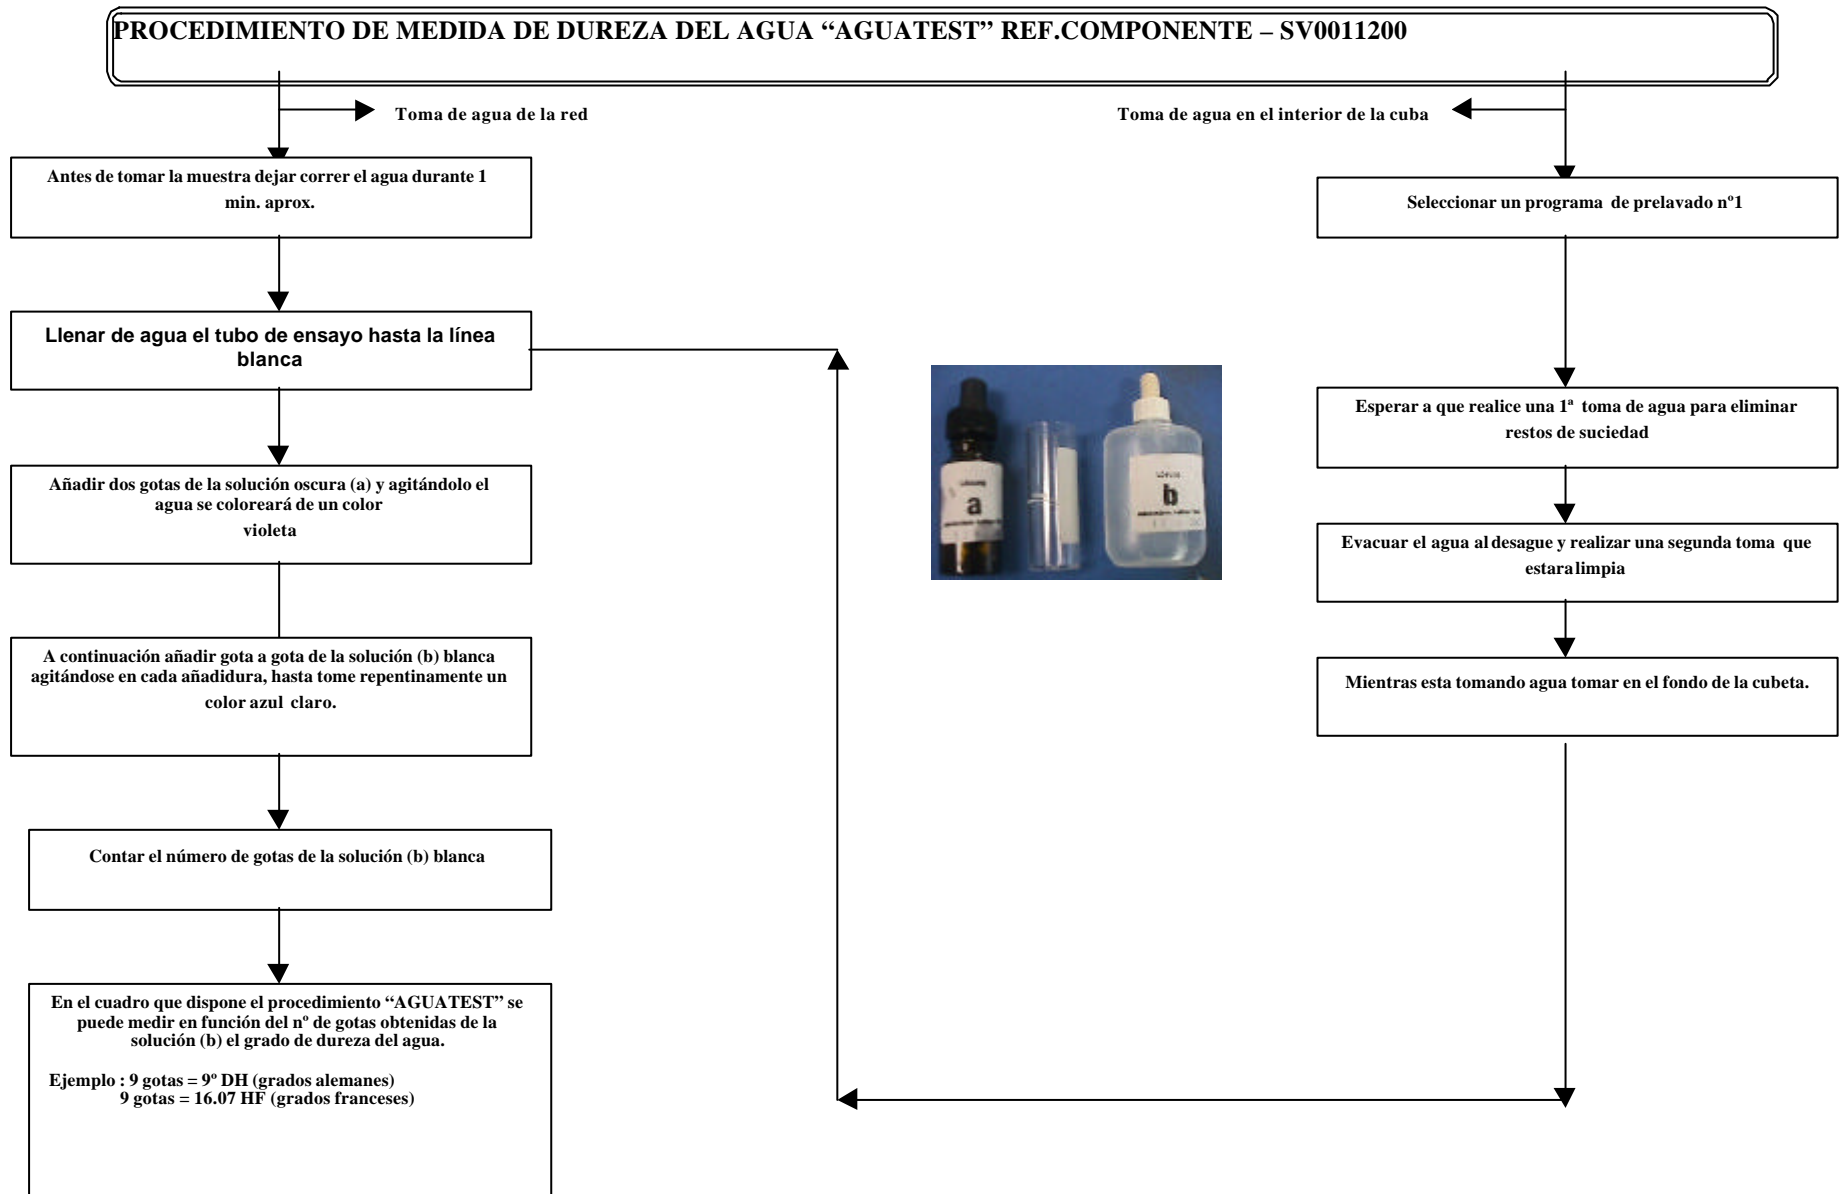 PROCEDIMIENTO DE MEDIDA DE DUREZA DEL AGUA “AGUATEST” REF.COMPONENTE – SV0011200
Toma de agua de la red
Antes de tomar la muestra dejar correr el agua durante 1
min. aprox.
Llenar de agua el tubo de ensayo hasta la línea
blanca
Añadir dos gotas de la solución oscura (a) y agitándolo el
agua se coloreará de un color
violeta
A continuación añadir gota a gota de la solución (b) blanca
agitándose en cada añadidura, hasta tome repentinamente un
color azul claro.
Contar el número de gotas de la solución (b) blanca
En el cuadro que dispone el procedimiento “AGUATEST” se
puede medir en función del nº de gotas obtenidas de la
solución (b) el grado de dureza del agua.
Ejemplo : 9 gotas = 9º DH (grados alemanes)
9 gotas = 16.07 HF (grados franceses)
a
b
Toma de agua en el interior de la cuba
Seleccionar un programa de prelavado nº1
Esperar a que realice una 1ª toma de agua para eliminar
restos de suciedad
Evacuar el agua al desague y realizar una segunda toma que
estara limpia
Mientras esta tomando agua tomar en el fondo de la cubeta.